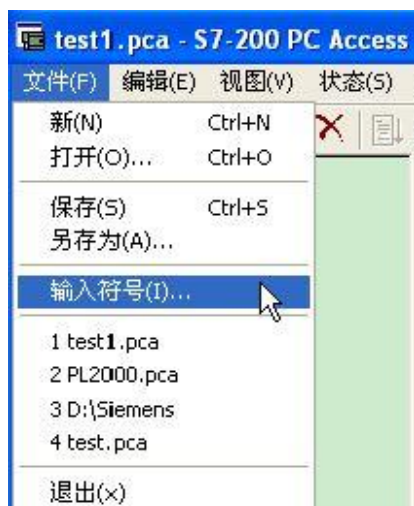 test1.pca - S7-200 PC Access
文件(F) 编辑(E) 视图(V) 状态(S)
新(N) Ctrl+N
打开(O)... Ctrl+O
保存(S) Ctrl+S
另存为(A)...
输入符号(I)...
1 test1.pca
2 PL2000.pca
3 D:\Siemens
4 test.pca
退出(x)